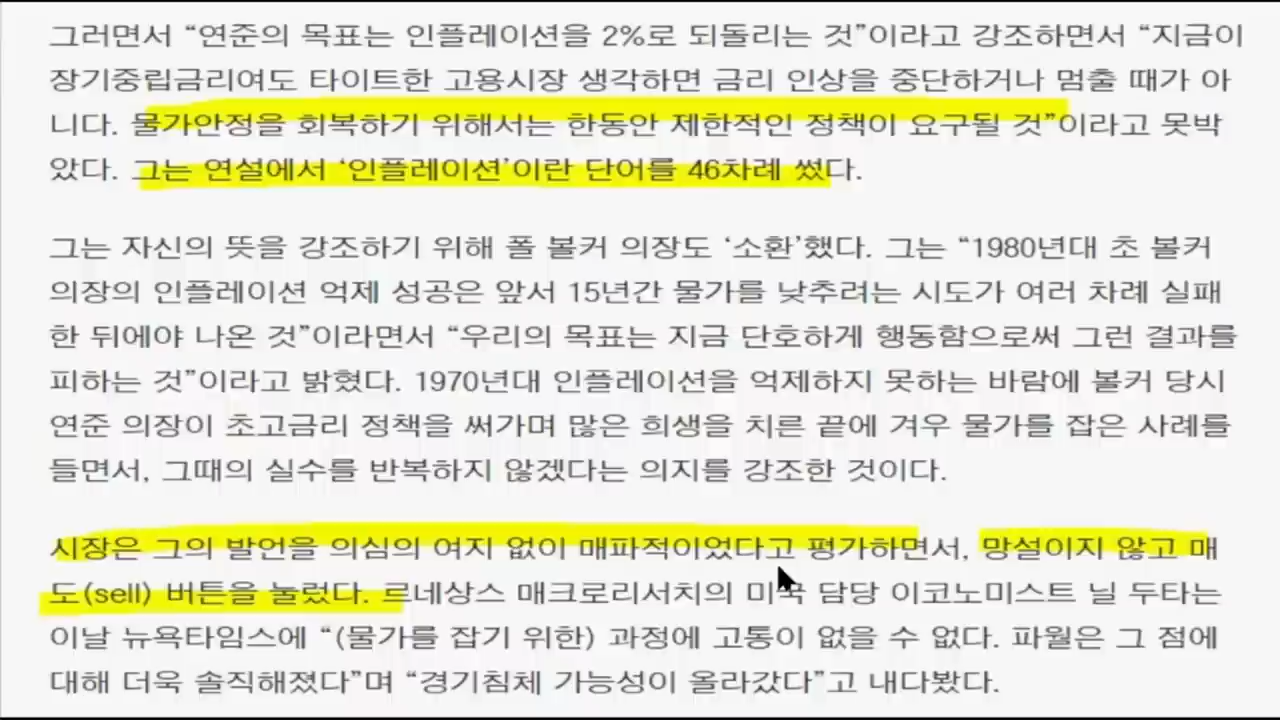 그러면서 “연준의 목표는 인플레이션을 2%로 되돌리는 것”이라고 강조하면서 “지금이
장기중립금리여도 타이트한 고용시장 생각하면 금리 인상을 중단하거나 멈출 때가 아
니다. 물가안정을 회복하기 위해서는 한동안 제한적인 정책이 요구될 것”이라고 못박
았다. 그는 연설에서 ‘인플레이션’이란 단어를 46차례 썼다.
그는 자신의 뜻을 강조하기 위해 폴 볼커 의장도 ‘소환’했다. 그는 “1980년대 초 볼커
의장의 인플레이션 억제 성공은 앞서 15년간 물가를 낮추려는 시도가 여러 차례 실패
한 뒤에야 나온 것”이라면서 “우리의 목표는 지금 단호하게 행동함으로써 그런 결과를
피하는 것”이라고 밝혔다. 1970년대 인플레이션을 억제하지 못하는 바람에 볼커 당시
연준 의장이 초고금리 정책을 써가며 많은 희생을 치른 끝에 겨우 물가를 잡은 사례를
들면서, 그때의 실수를 반복하지 않겠다는 의지를 강조한 것이다.
시장은 그의 발언을 의심의 여지 없이 매파적이었다고 평가하면서, 망설이지 않고 매
도(sell) 버튼을 눌렀다. 르네상스 매크로리서치의 미국 담당 이코노미스트 닐 두타는
이날 뉴욕타임스에 “(물가를 잡기 위한) 과정에 고통이 없을 수 없다. 파월은 그 점에
대해 더욱 솔직해졌다”며 “경기침체 가능성이 올라갔다”고 내다봤다.